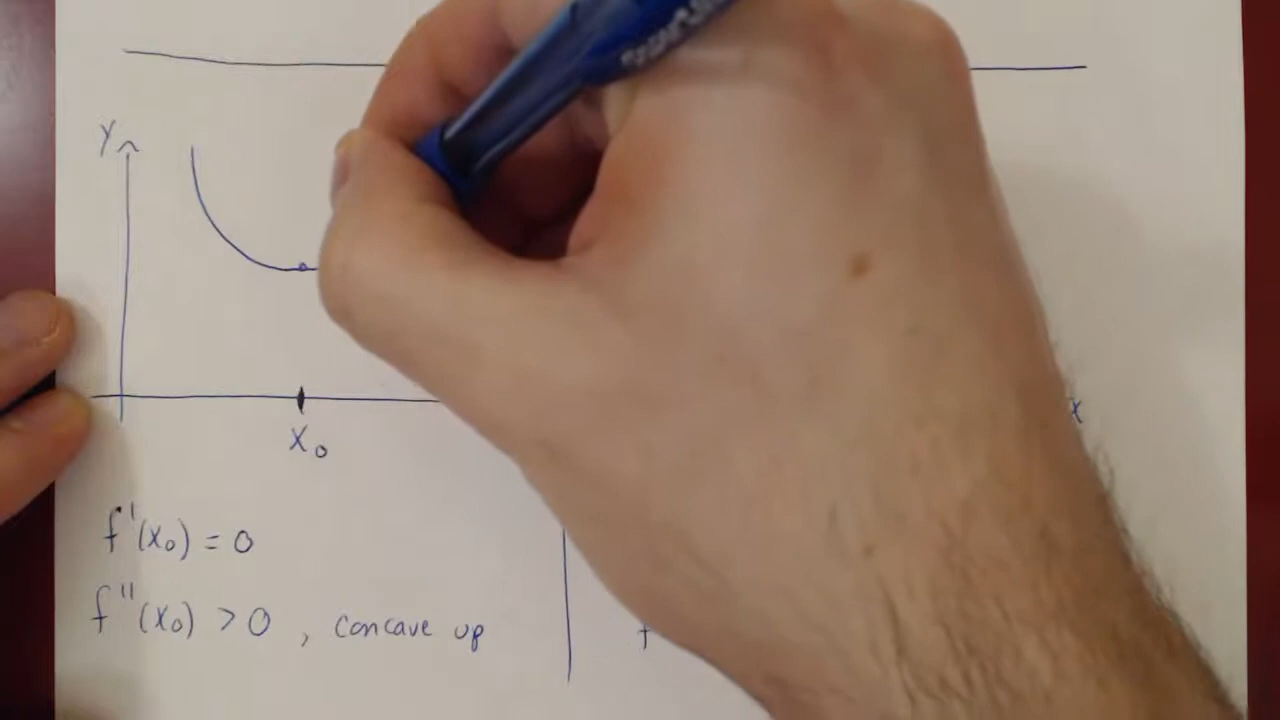 Y
x
X₀
f'(x₀) = 0
f''(x₀) > 0 , concave up
f